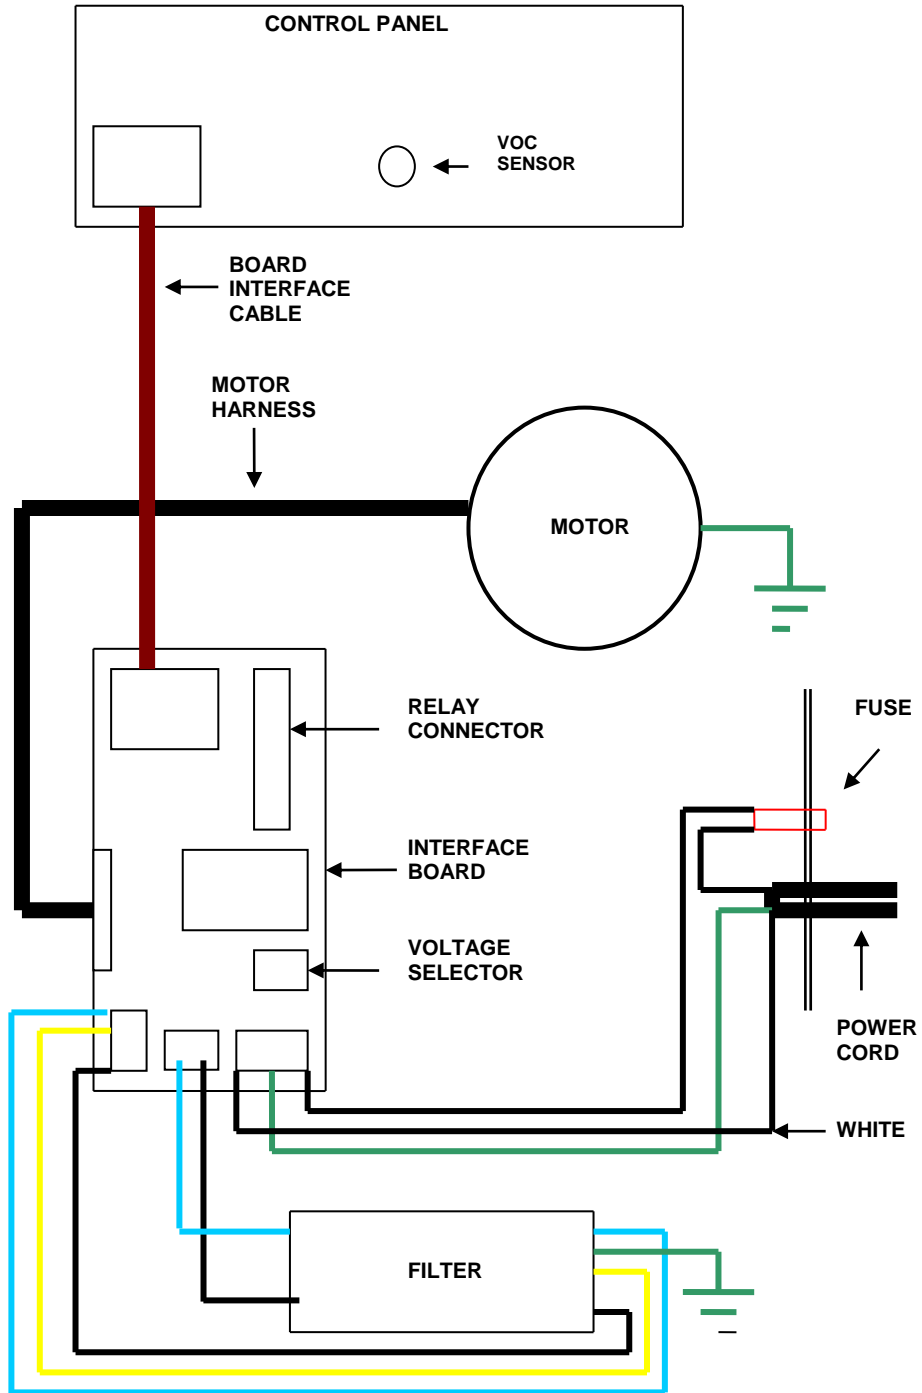 CONTROL PANEL
VOC
SENSOR
BOARD
INTERFACE
CABLE
MOTOR
HARNESS
MOTOR
RELAY
CONNECTOR
FUSE
INTERFACE
BOARD
VOLTAGE
SELECTOR
POWER
CORD
WHITE
FILTER